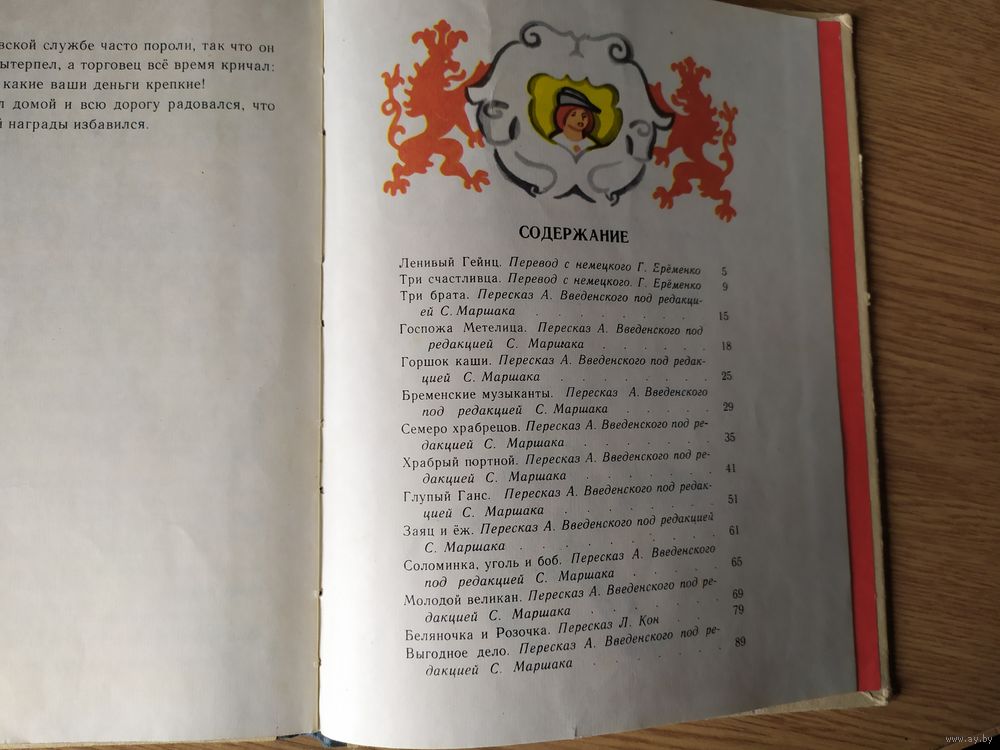 вской службе часто пороли, так что он
ытерпел, а торговец всё время кричал:
какие ваши деньги крепкие!
л домой и всю дорогу радовался, что
й награды избавился.
СОДЕРЖАНИЕ
Ленивый Гейнц. Перевод с немецкого Г. Ерёменко 5
Три счастливца. Перевод с немецкого. Г. Ерёменко 9
Три брата. Пересказ А. Введенского под редакци-
ей С. Маршака . . . . . . . 15
Госпожа Метелица. Пересказ А. Введенского под
редакцией С. Маршака . . . . . 18
Горшок каши. Пересказ А. Введенского под редак-
цией С. Маршака . . . . . . . 25
Бременские музыканты. Пересказ А. Введенского
под редакцией С. Маршака . . . . . 29
Семеро храбрецов. Пересказ А. Введенского под ре-
дакцией С. Маршака . . . . . . 35
Храбрый портной. Пересказ А. Введенского под ре-
дакцией С. Маршака . . . . . . 41
Глупый Ганс. Пересказ А. Введенского под редак-
цией С. Маршака . . . . . . . 51
Заяц и ёж. Пересказ А. Введенского под редакцией
С. Маршака . . . . . . . . 61
Соломинка, уголь и боб. Пересказ А. Введенского
под редакцией С. Маршака . . . . . 65
Молодой великан. Пересказ А. Введенского под ре-
дакцией С. Маршака . . . . . . 69
Беляночка и Розочка. Пересказ Л. Кон . . . 79
Выгодное дело. Пересказ А. Введенского под ре-
дакцией С. Маршака . . . . . . 89
www.ay.by